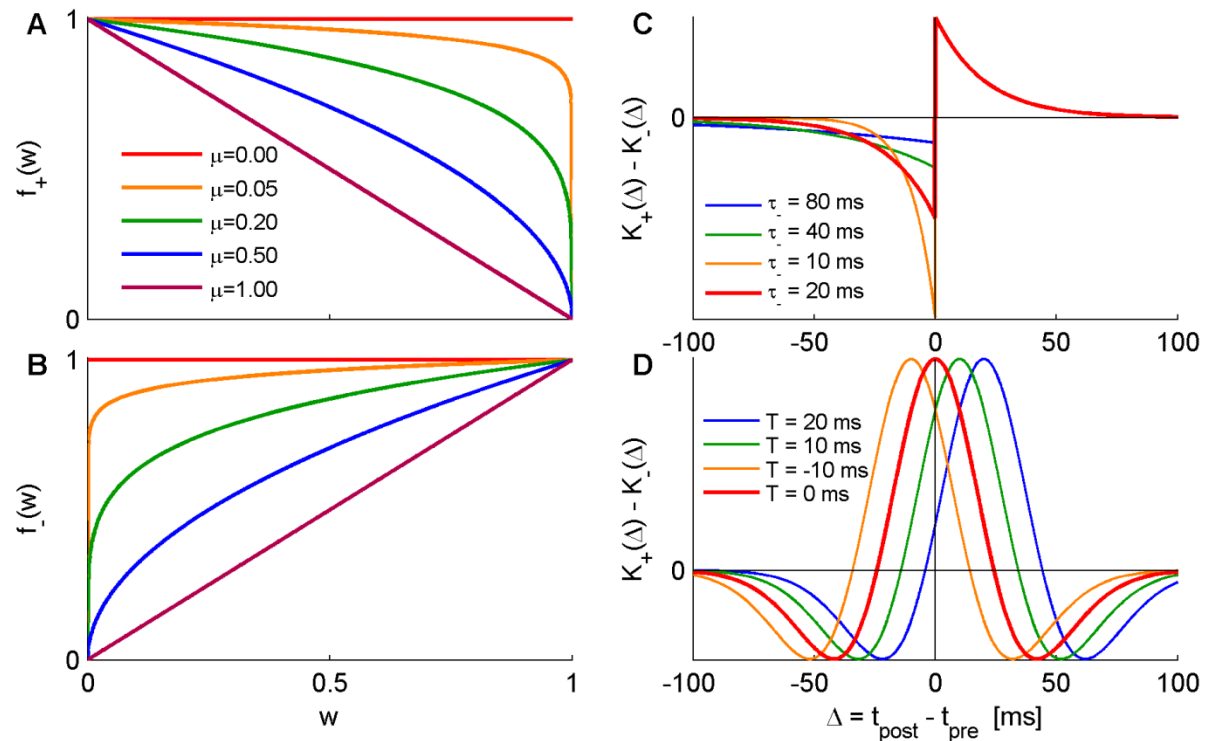 A
1
f+(w)
μ=0.00
μ=0.05
μ=0.20
μ=0.50
μ=1.00
0
B
1
f-(w)
0
0
0.5
1
w
C
0
K+(Δ) - K-(Δ)
τ- = 80 ms
τ- = 40 ms
τ- = 10 ms
τ- = 20 ms
-100
-50
0
50
100
D
K+(Δ) - K-(Δ)
T = 20 ms
T = 10 ms
T = -10 ms
T = 0 ms
0
-100
-50
0
50
100
Δ = tpost - tpre [ms]